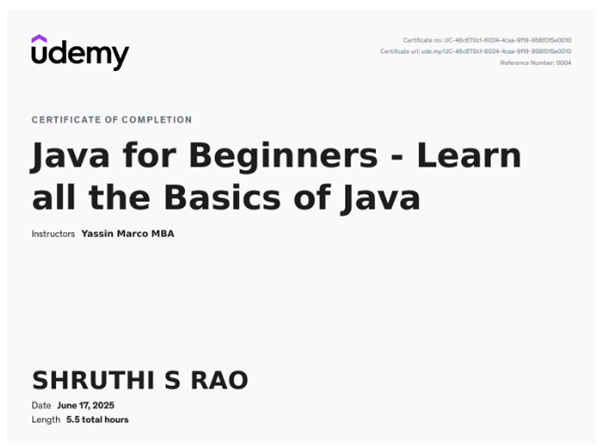 udemy
Certificate no: UC-46c670cf-6024-4caa-9f19-958f015e0010
Certificate url: ude.my/UC-46c670cf-6024-4caa-9f19-958f015e0010
Reference Number: 0004
CERTIFICATE OF COMPLETION
Java for Beginners - Learn
all the Basics of Java
Instructors Yassin Marco MBA
SHRUTHI S RAO
Date June 17, 2025
Length 5.5 total hours